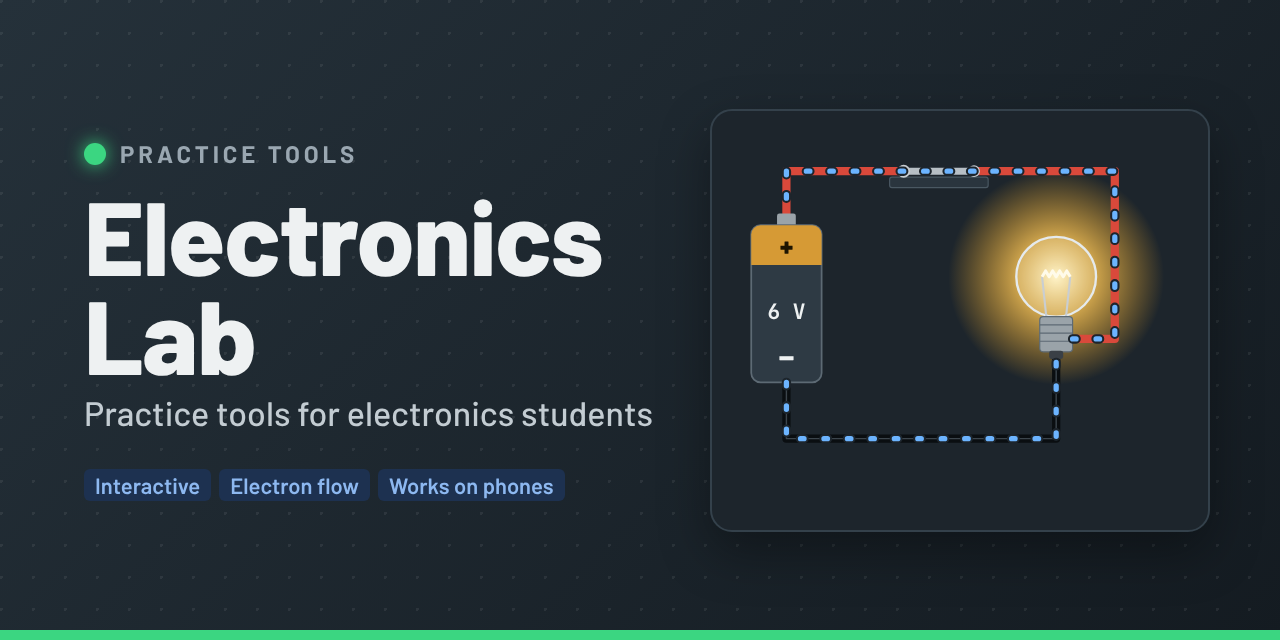 PRACTICE TOOLS
Electronics
Lab
Practice tools for electronics students
Interactive
Electron flow
Works on phones
+
6 V
−